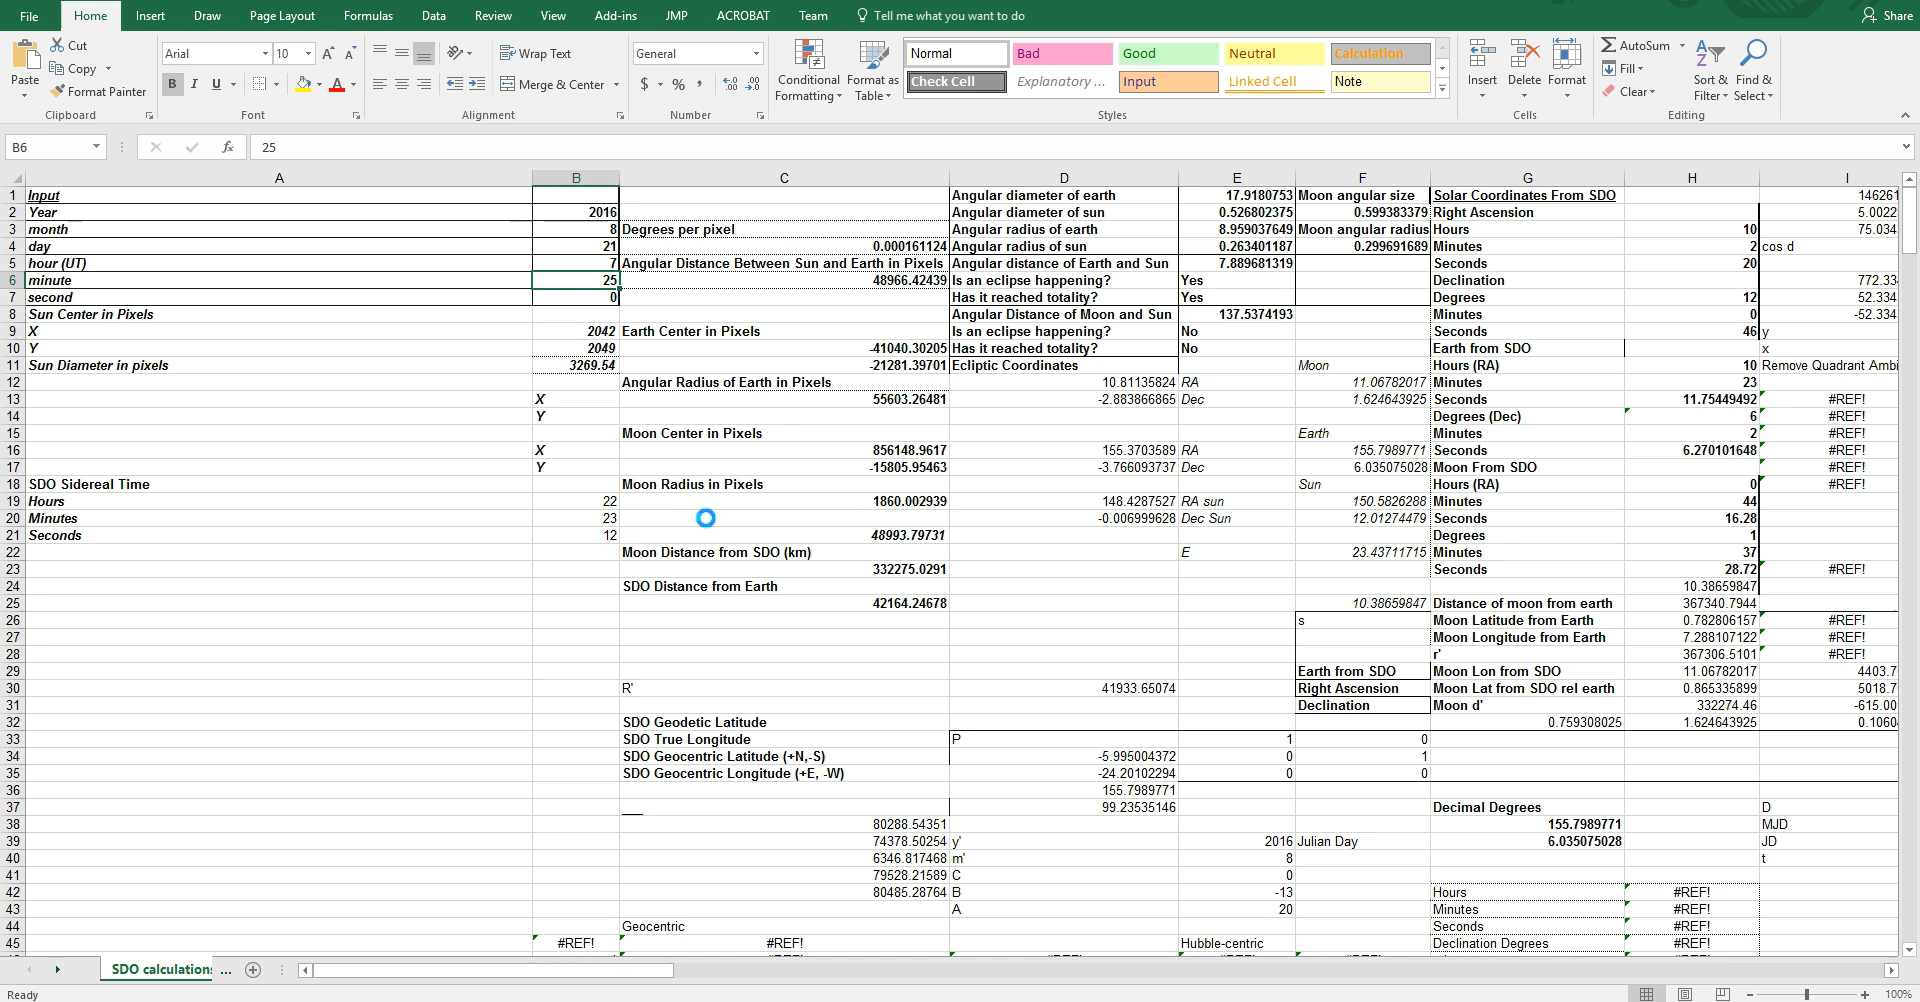 File Home Insert Draw Page Layout Formulas Data Review View Add-ins JMP ACROBAT Team Tell me what you want to do Share
Paste Cut Copy Format Painter Clipboard
Arial 10 A A B I U A Font
Wrap Text Merge & Center Alignment
General $ % Number
Conditional Formatting Format as Table
Normal Bad Good Neutral Calculation
Check Cell Explanatory ... Input Linked Cell Note
Styles
Insert Delete Format Cells
AutoSum Fill Clear Sort & Filter Find & Select Editing
B6 fx 25
A B C D E F G H I
1 Input Angular diameter of earth 17.9180753 Moon angular size Solar Coordinates From SDO 146261
2 Year 2016 Angular diameter of sun 0.526802375 0.599383379 Right Ascension 5.0022
3 month 8 Degrees per pixel Angular radius of earth 8.959037649 Moon angular radius Hours 10 75.034
4 day 21 0.000161124 Angular radius of sun 0.263401187 0.299691689 Minutes 2 cos d
5 hour (UT) 7 Angular Distance Between Sun and Earth in Pixels Angular distance of Earth and Sun 7.889681319 Seconds 20
6 minute 25 48966.42439 Is an eclipse happening? Yes Declination 772.33
7 second 0 Has it reached totality? Yes Degrees 12 52.334
8 Sun Center in Pixels Angular Distance of Moon and Sun 137.5374193 Minutes 0 -52.334
9 X 2042 Earth Center in Pixels Is an eclipse happening? No Seconds 46 y
10 Y 2049 -41040.30205 Has it reached totality? No Earth from SDO x
11 Sun Diameter in pixels 3269.54 -21281.39701 Ecliptic Coordinates Moon Hours (RA) 10 Remove Quadrant Ambi
12 Angular Radius of Earth in Pixels 10.81135824 RA 11.06782017 Minutes 23
13 X 55603.26481 -2.883866865 Dec 1.624643925 Seconds 11.75449492 #REF!
14 Y Degrees (Dec) 6 #REF!
15 Moon Center in Pixels Earth Minutes 2 #REF!
16 X 856148.9617 155.3703589 RA 155.7989771 Seconds 6.270101648 #REF!
17 Y -15805.95463 -3.766093737 Dec 6.035075028 Moon From SDO #REF!
18 SDO Sidereal Time Moon Radius in Pixels Sun Hours (RA) 0 #REF!
19 Hours 22 1860.002939 148.4287527 RA sun 150.5826288 Minutes 44
20 Minutes 23 -0.006999628 Dec Sun 12.01274479 Seconds 16.28
21 Seconds 12 48993.79731 Degrees 1
22 Moon Distance from SDO (km) E 23.43711715 Minutes 37
23 332275.0291 Seconds 28.72 #REF!
24 SDO Distance from Earth 10.38659847
25 42164.24678 10.38659847 Distance of moon from earth 367340.7944
26 s Moon Latitude from Earth 0.782806157 #REF!
27 Moon Longitude from Earth 7.288107122 #REF!
28 r' 367306.5101 #REF!
29 Earth from SDO Moon Lon from SDO 11.06782017 4403.7
30 R' 41933.65074 Right Ascension Moon Lat from SDO rel earth 0.865335899 5018.7
31 Declination Moon d' 332274.46 -615.00
32 SDO Geodetic Latitude 0.759308025 1.624643925 0.1060
33 SDO True Longitude P 1 0
34 SDO Geocentric Latitude (+N,-S) -5.995004372 0 1
35 SDO Geocentric Longitude (+E, -W) -24.20102294 0 0
36 155.7989771
37 99.23535146 Decimal Degrees D
38 80288.54351 155.7989771 MJD
39 74378.50254 y' 2016 Julian Day 6.035075028 JD
40 6346.817468 m' 8 t
41 79528.21589 C 0
42 80485.28764 B -13 Hours #REF!
43 A 20 Minutes #REF!
44 Geocentric Seconds #REF!
45 #REF! #REF! Hubble-centric Declination Degrees #REF!
SDO calculations ...
Ready 100%